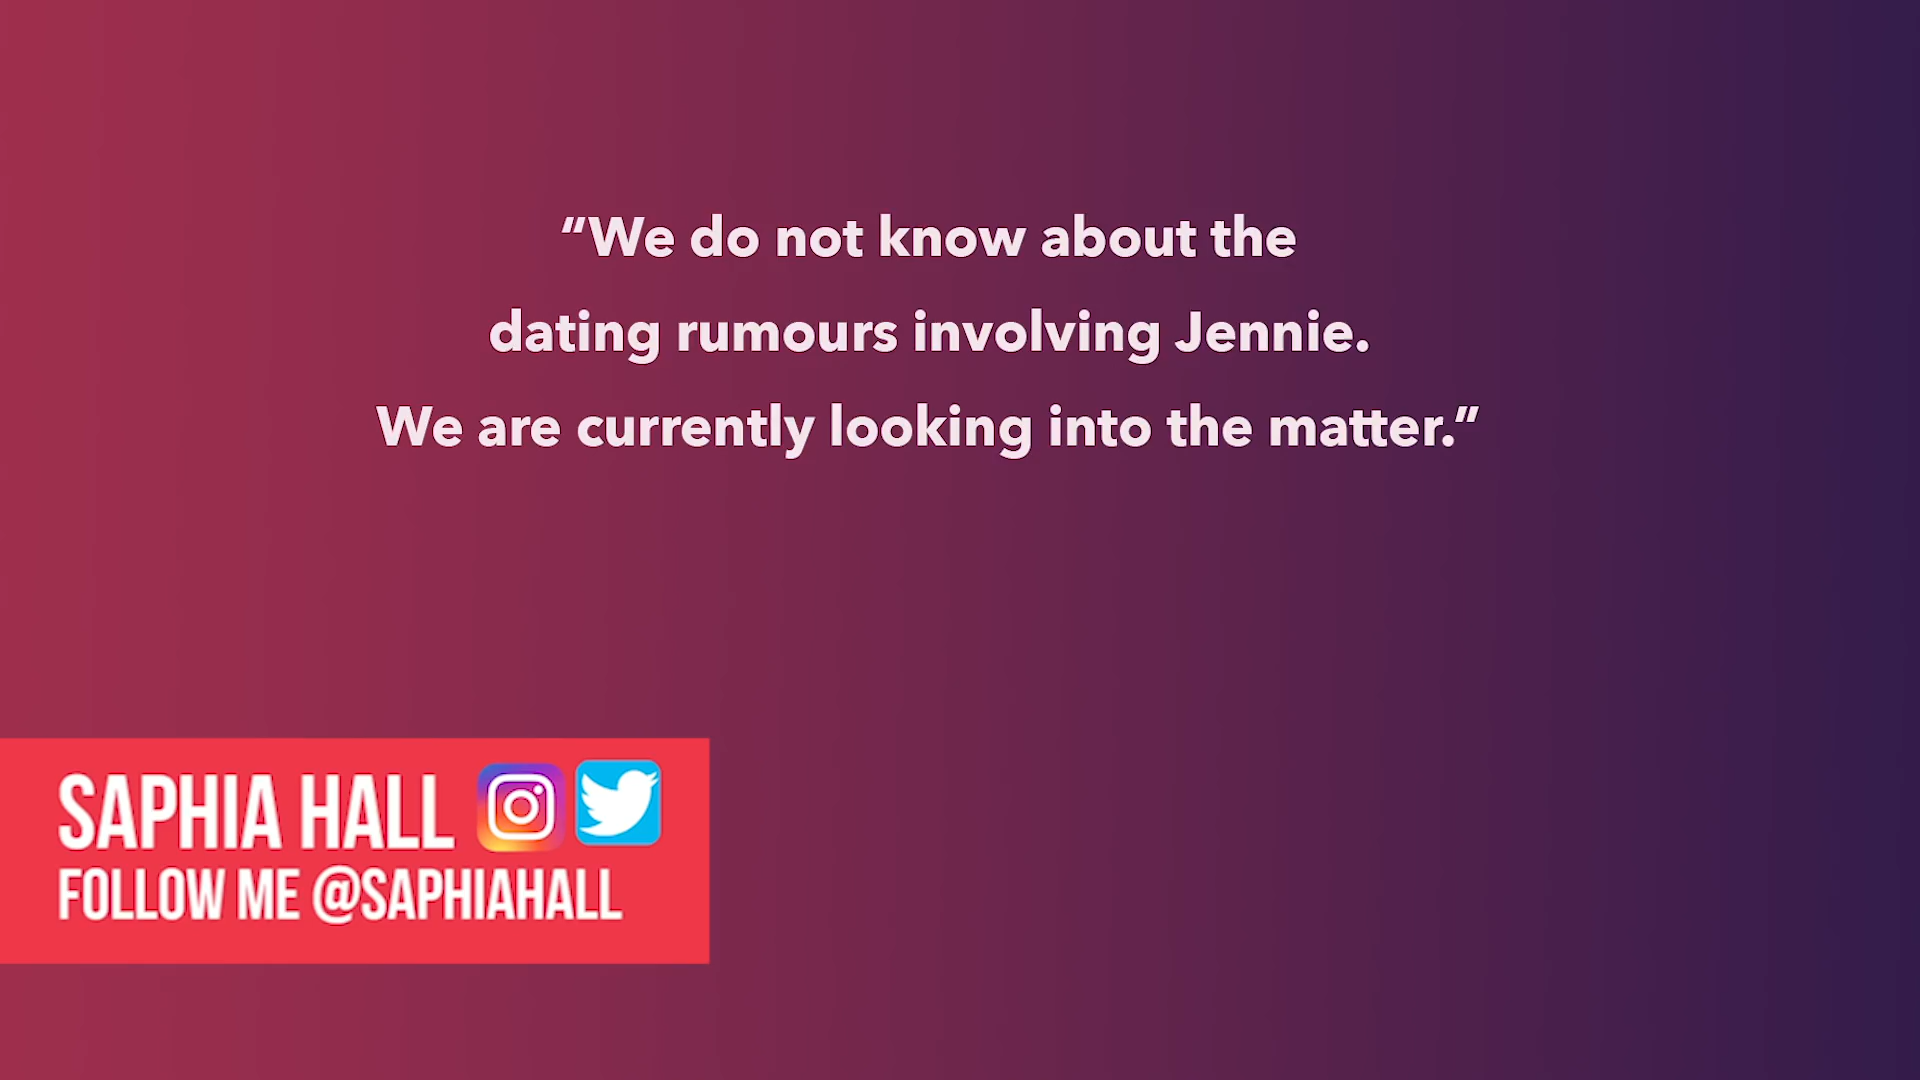 “We do not know about the
dating rumours involving Jennie.
We are currently looking into the matter.”
SAPHIA HALL
FOLLOW ME @SAPHIAHALL